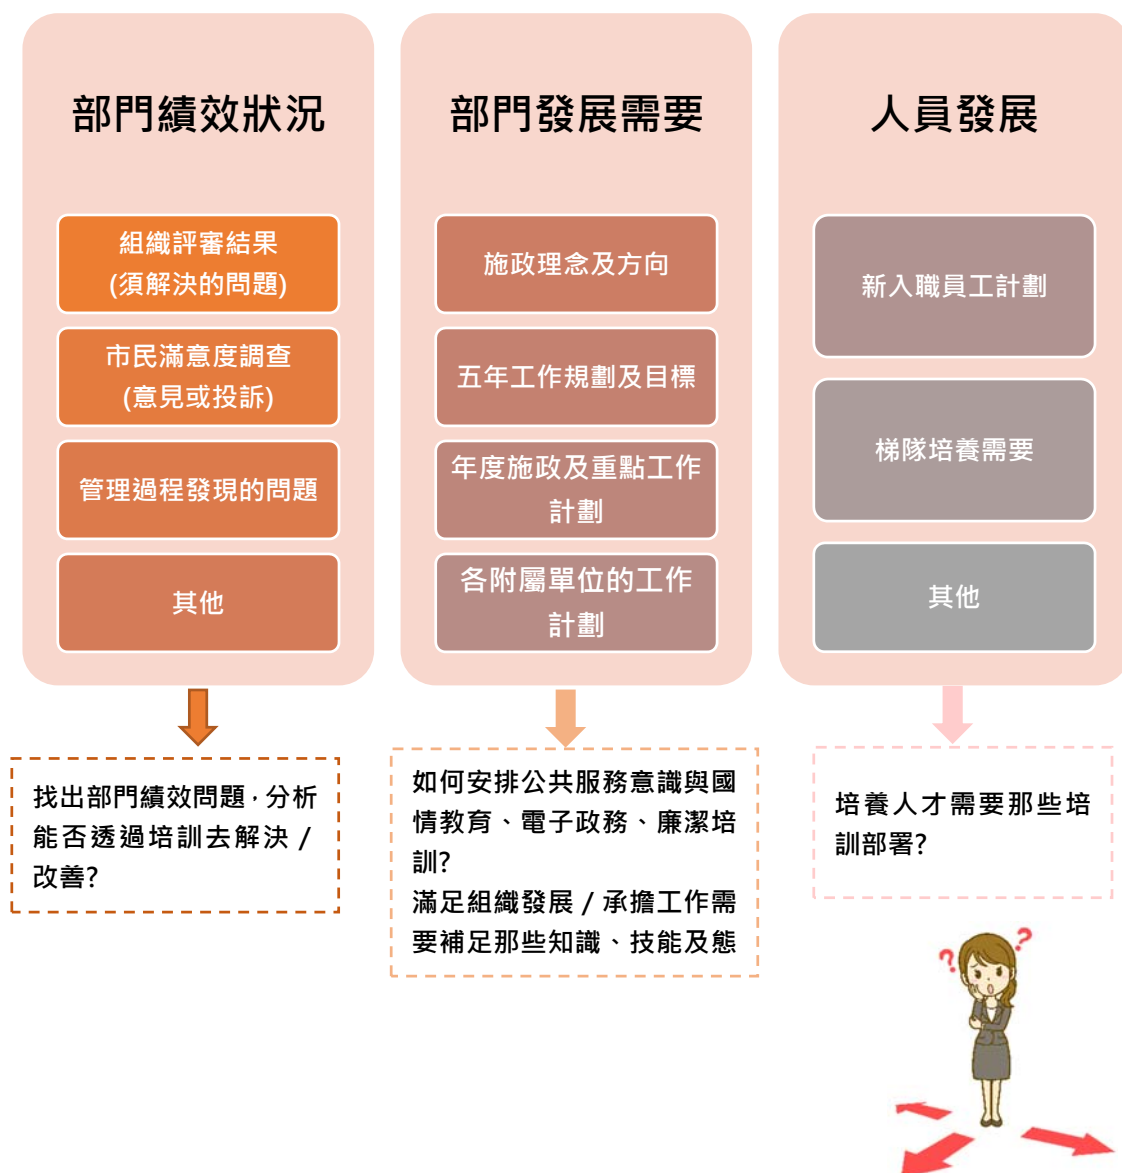 部門績效狀況
組織評審結果
(須解決的問題)
市民滿意度調查
(意見或投訴)
管理過程發現的問題
其他
找出部門績效問題，分析
能否透過培訓去解決 /
改善?
部門發展需要
施政理念及方向
五年工作規劃及目標
年度施政及重點工作
計劃
各附屬單位的工作
計劃
如何安排公共服務意識與國
情教育、電子政務、廉潔培
訓?
滿足組織發展 / 承擔工作需
要補足那些知識、技能及態
人員發展
新入職員工計劃
梯隊培養需要
其他
培養人才需要那些培
訓部署?
? ?